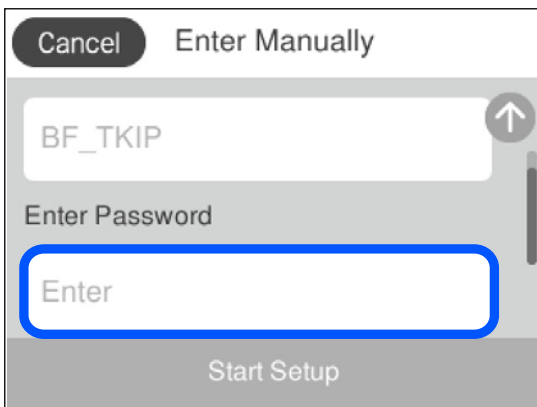 Cancel Enter Manually
BF_TKIP
Enter Password
Enter
Start Setup